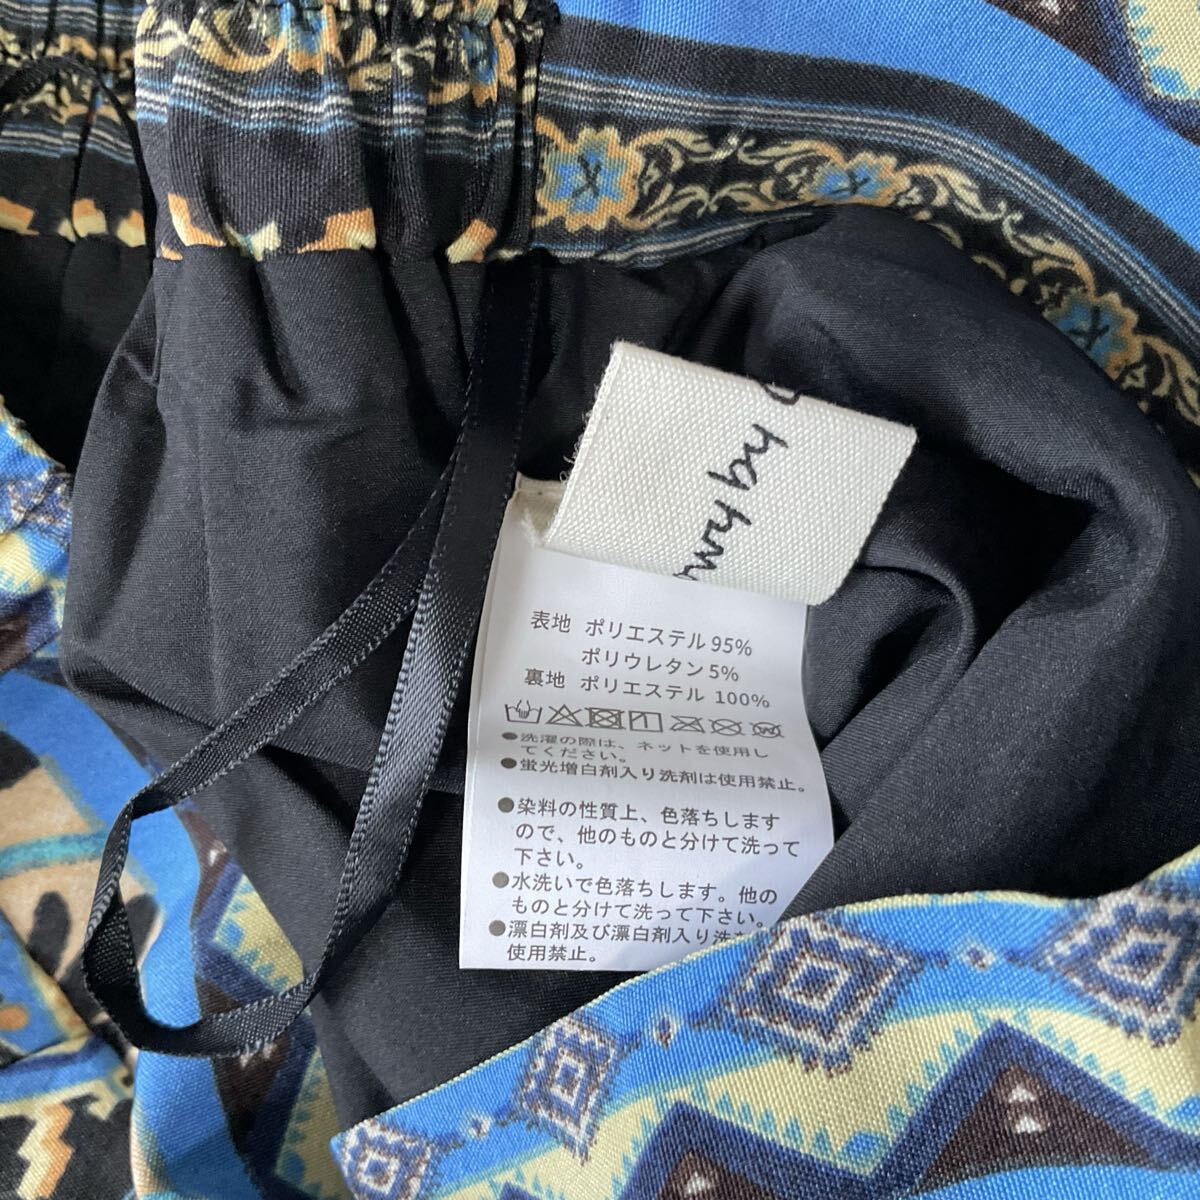 by
表地 ポリエステル 95%
ポリウレタン 5%
裏地 ポリエステル 100%
●洗濯の際は、ネットを使用し
てください。
●蛍光増白剤入り洗剤は使用禁止。
●染料の性質上、色落ちします
ので、他のものと分けて洗って
下さい。
●水洗いで色落ちします。他の
ものと分けて洗って下さい。
●漂白剤及び漂白剤入り洗
使用禁止。